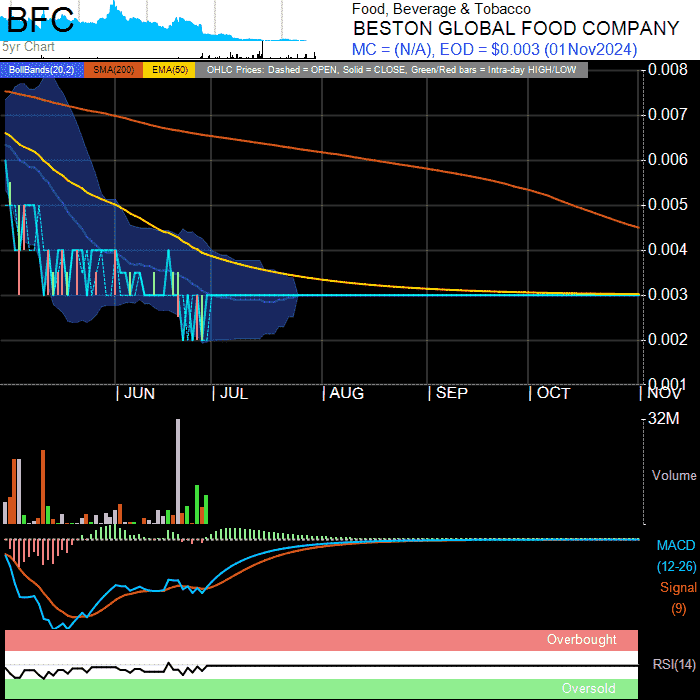 BFC
Food, Beverage & Tobacco
BESTON GLOBAL FOOD COMPANY
5yr Chart
MC = (N/A), EOD = $0.003 (01Nov2024)
BollBands(20,2) SMA(200) EMA(50) OHLC Prices: Dashed = OPEN, Solid = CLOSE, Green/Red bars = Intra-day HIGH/LOW
0.008
0.007
0.006
0.005
0.004
0.003
0.002
0.001
JUN JUL AUG SEP OCT NOV
32M
Volume
MACD
(12-26)
Signal
(9)
Overbought
RSI(14)
Oversold